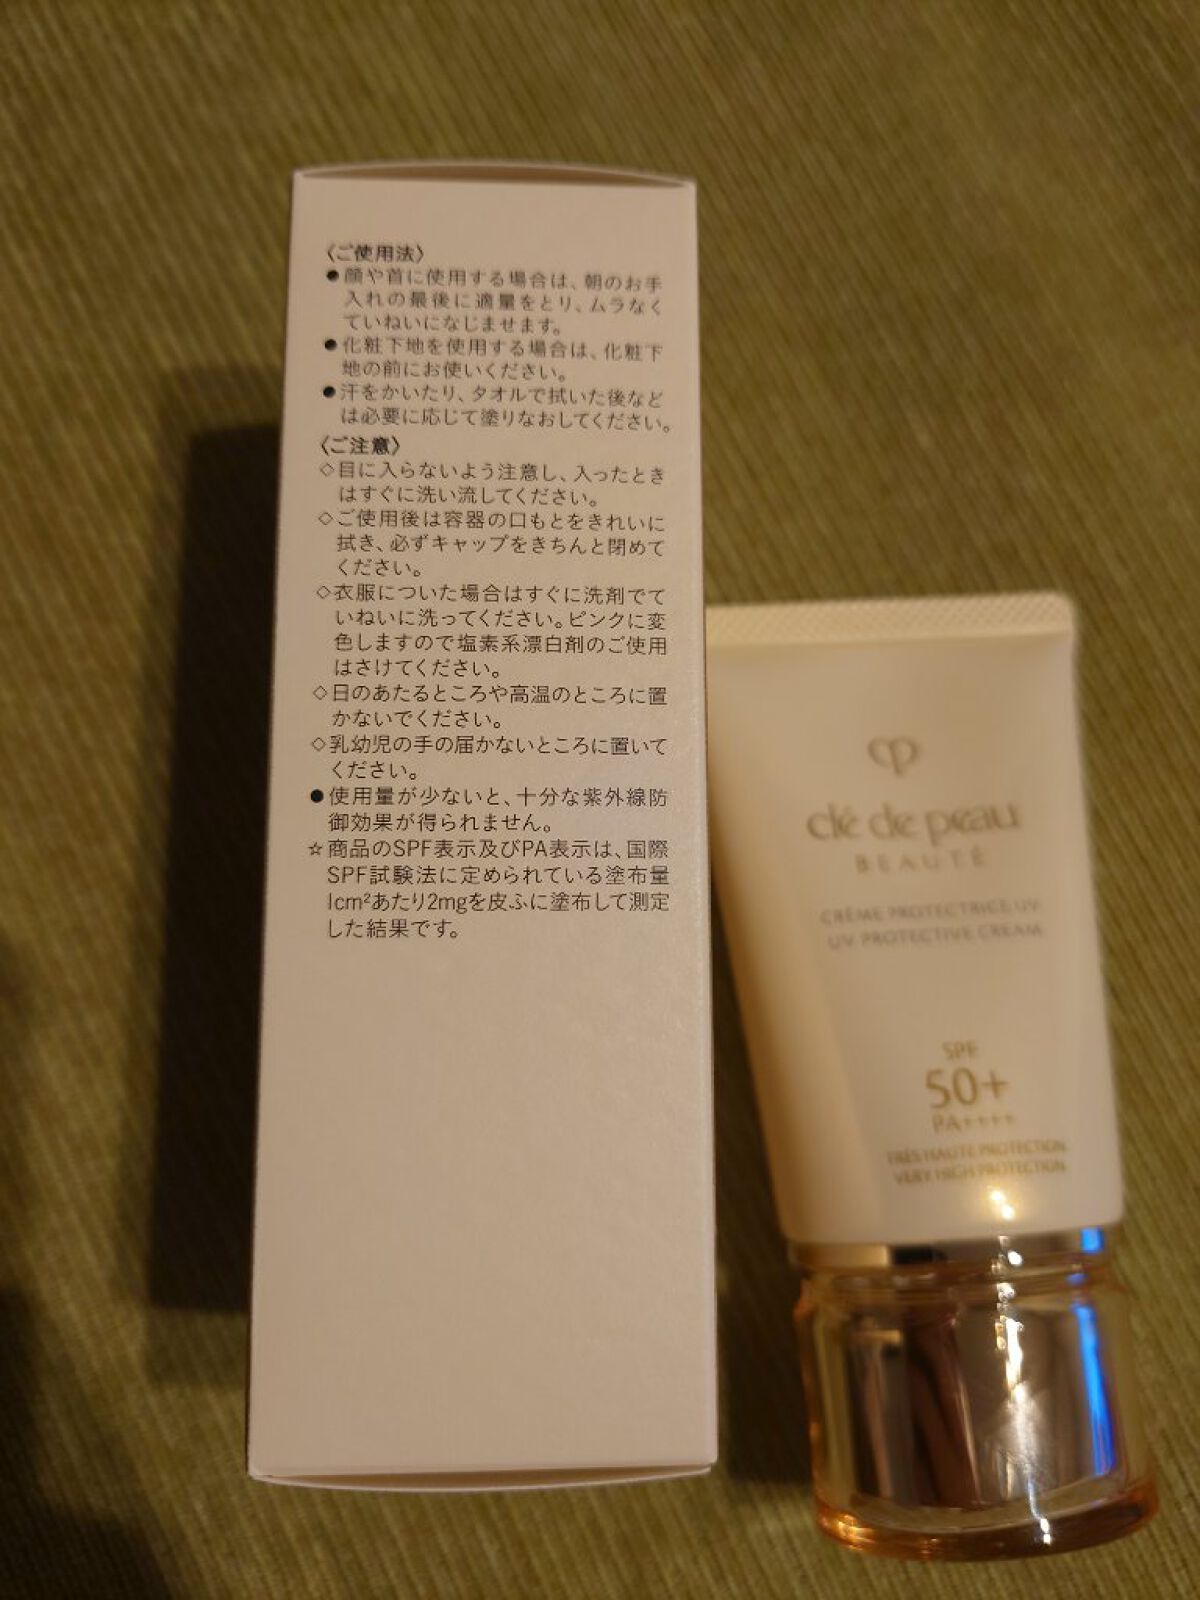 〈ご使用法〉
●顔や首に使用する場合は、朝のお手
入れの最後に適量をとり、ムラなく
ていねいになじませます。
●化粧下地を使用する場合は、化粧下
地の前にお使いください。
●汗をかいたり、タオルで拭いた後など
は必要に応じて塗りなおしてください。
〈ご注意〉
◇目に入らないよう注意し、入ったとき
はすぐに洗い流してください。
◇ご使用後は容器の口もとをきれいに
拭き、必ずキャップをきちんと閉めて
ください。
◇衣服についた場合はすぐに洗剤でて
いねいに洗ってください。ピンクに変
色しますので塩素系漂白剤のご使用
はさけてください。
◇日のあたるところや高温のところに置
かないでください。
◇乳幼児の手の届かないところに置いて
ください。
●使用量が少ないと、十分な紫外線防
御効果が得られません。
☆商品のSPF表示及びPA表示は、国際
SPF試験法に定められている塗布量
1cm²あたり2mgを皮ふに塗布して測定
した結果です。
clé de peau
BEAUTÉ
CRÈME PROTECTRICE UV
UV PROTECTIVE CREAM
SPF
50+
PA++++
TRÈS HAUTE PROTECTION
VERY HIGH PROTECTION